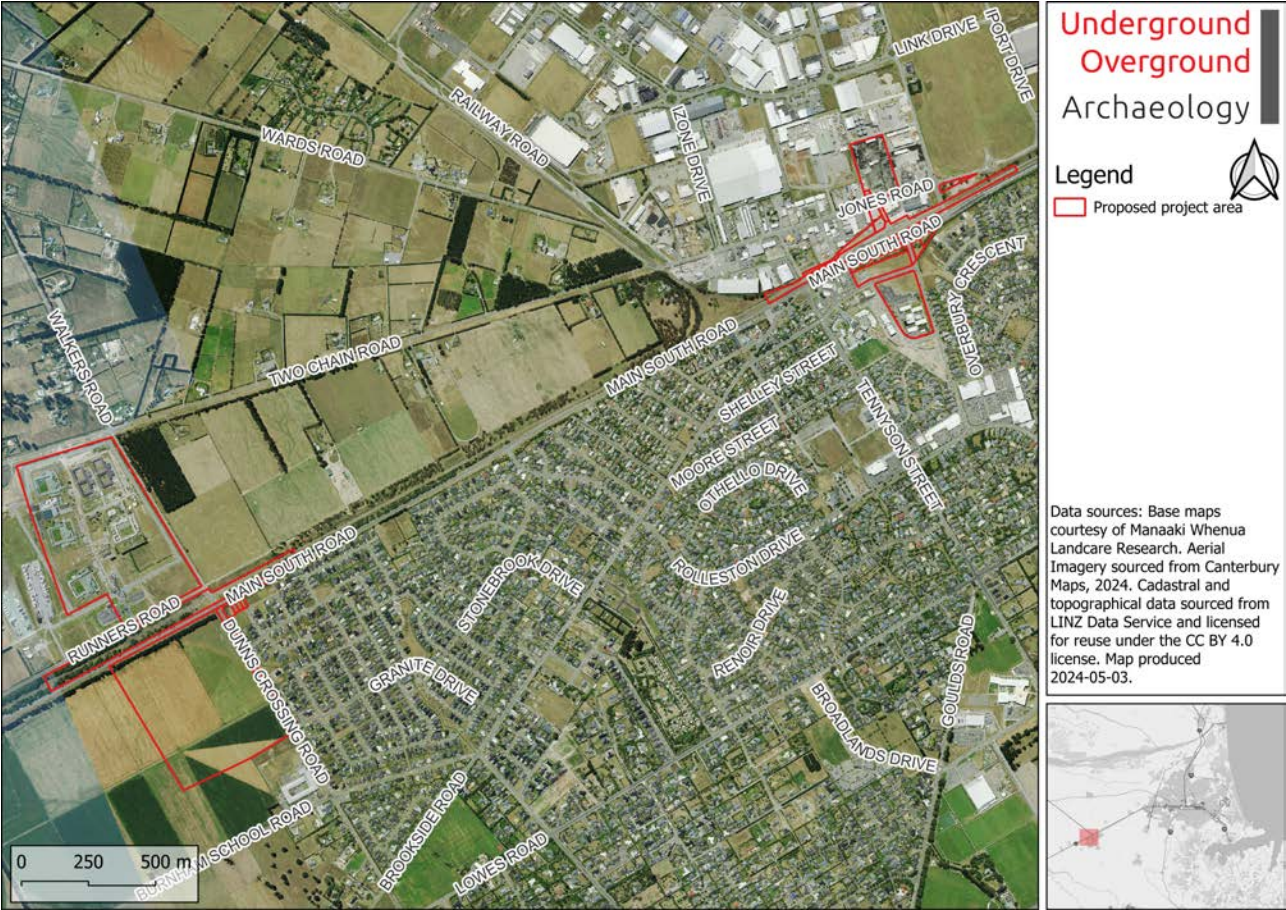 Underground
Overground
Archaeology
Legend
Proposed project area
Data sources: Base maps
courtesy of Manaaki Whenua
Landcare Research. Aerial
Imagery sourced from Canterbury
Maps, 2024. Cadastral and
topographical data sourced from
LINZ Data Service and licensed
for reuse under the CC BY 4.0
license. Map produced
2024-05-03.
LINK DRIVE
IPORT DRIVE
RAILWAY ROAD
IZONE DRIVE
WARDS ROAD
JONES ROAD
MAIN SOUTH ROAD
OVERBURY CRESCENT
WALKERS ROAD
TWO CHAIN ROAD
MAIN SOUTH ROAD
SHELLEY STREET
TENNYSON STREET
MOORE STREET
OTHELLO DRIVE
MAIN SOUTH ROAD
ROLLESTON DRIVE
STONEBROOK DRIVE
RUNNERS ROAD
DUNNS CROSSING ROAD
GRANITE DRIVE
RENOIR DRIVE
GOULDS ROAD
BROADLANDS DRIVE
BURNHAM SCHOOL ROAD
BROOKSIDE ROAD
LOWES ROAD
0 250 500 m